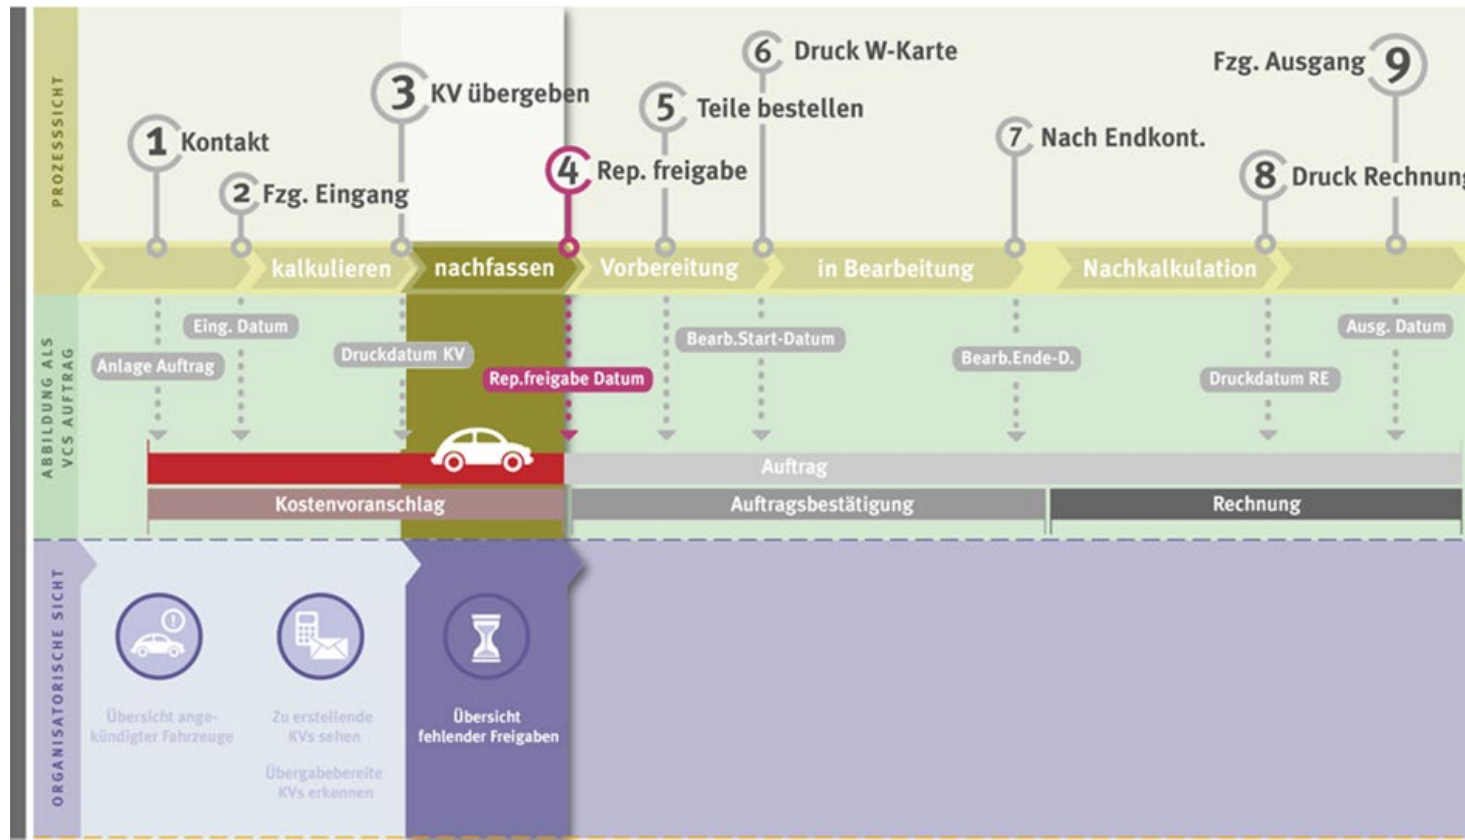 PROZESSSICHT
1 Kontakt
2 Fzg. Eingang
3 KV übergeben
4 Rep. freigabe
5 Teile bestellen
6 Druck W-Karte
7 Nach Endkont.
8 Druck Rechnung
Fzg. Ausgang 9
kalkulieren
nachfassen
Vorbereitung
in Bearbeitung
Nachkalkulation
ABBILDUNG ALS
VCS AUFTRAG
Anlage Auftrag
Eing. Datum
Druckdatum KV
Rep.freigabe Datum
Bearb.Start-Datum
Bearb.Ende-D.
Druckdatum RE
Ausg. Datum
Auftrag
Kostenvoranschlag
Auftragsbestätigung
Rechnung
ORGANISATORISCHE SICHT
Übersicht ange-
kündigter Fahrzeuge
Zu erstellende
KVs sehen
Übergabebereite
KVs erkennen
Übersicht
fehlender Freigaben